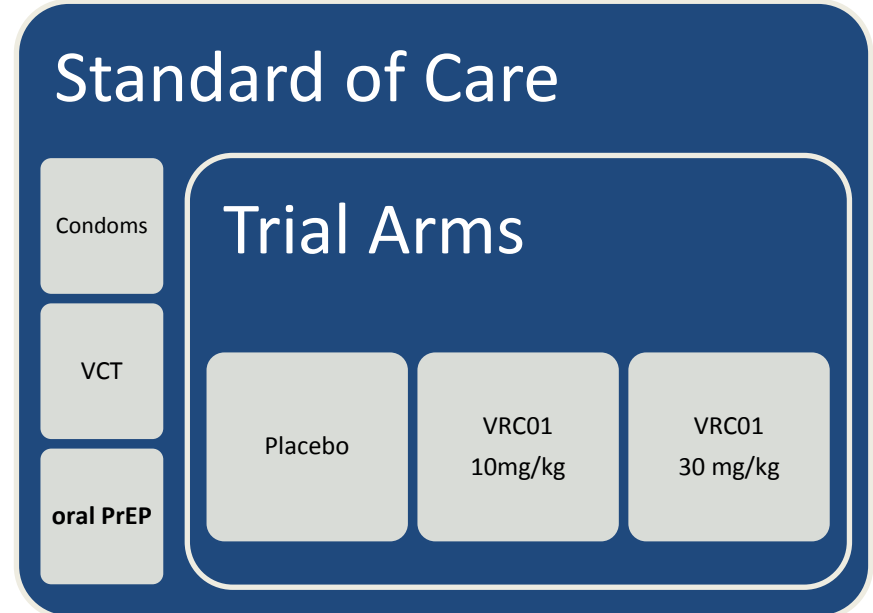 Standard of Care
Condoms
VCT
oral PrEP
Trial Arms
Placebo
VRC01
10mg/kg
VRC01
30 mg/kg